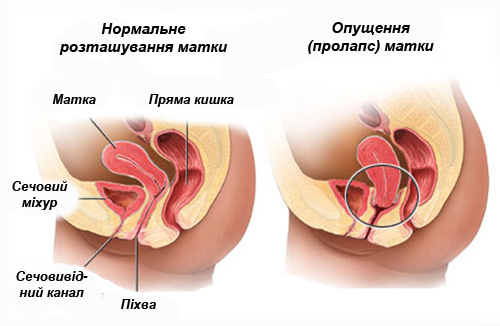 Нормальне
розташування матки
Опущення
(пролапс) матки
Матка
Пряма кишка
Сечовий
міхур
Сечовивід-
ний канал
Піхва